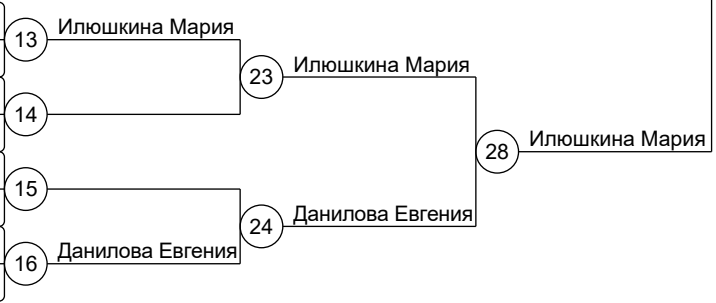 13 Илюшкина Мария
23 Илюшкина Мария
14
28 Илюшкина Мария
15
24 Данилова Евгения
16 Данилова Евгения